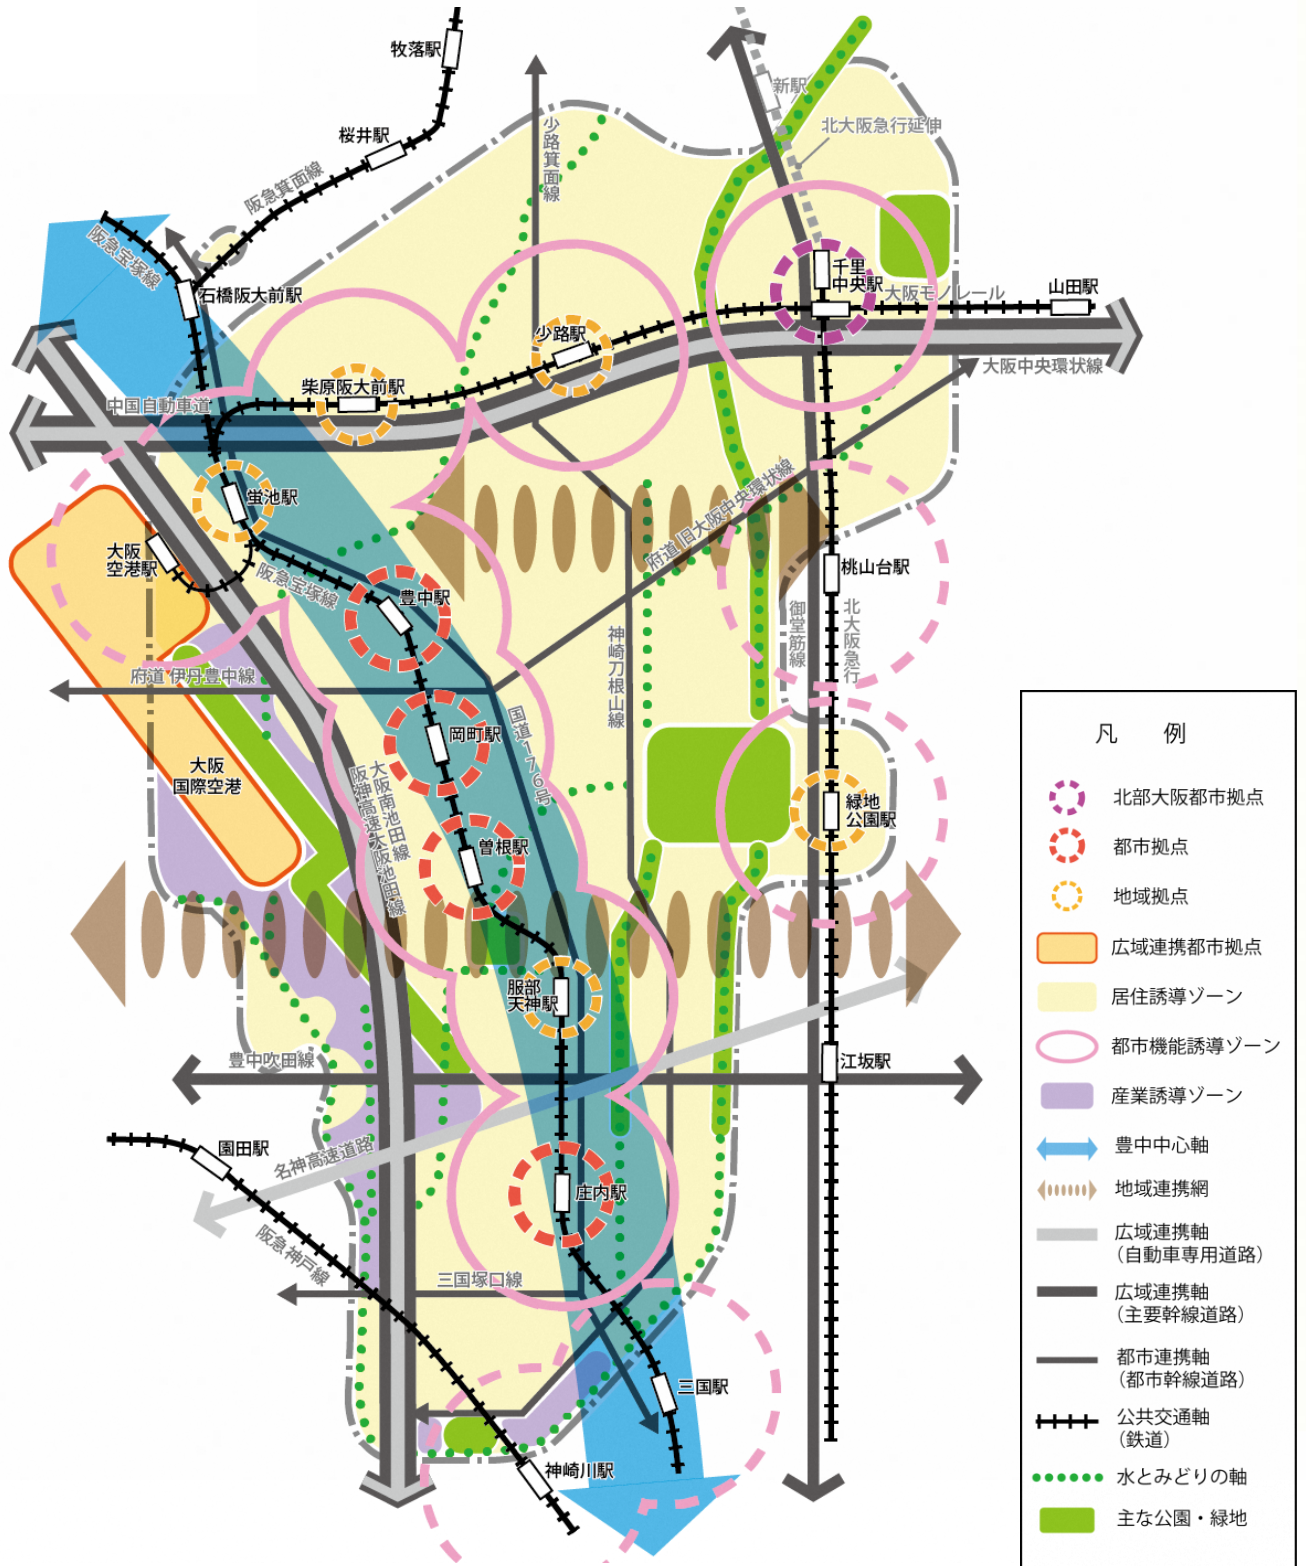 牧落駅
桜井駅
阪急箕面線
少路箕面線
新駅
北大阪急行延伸
阪急宝塚線
石橋阪大前駅
千里
中央駅
大阪モノレール
山田駅
少路駅
柴原阪大前駅
大阪中央環状線
中国自動車道
蛍池駅
府道 旧大阪中央環状線
大阪
空港駅
阪急宝塚線
豊中駅
桃山台駅
御堂筋線
北大阪急行
神崎刀根山線
府道 伊丹豊中線
国道176号
岡町駅
大阪
国際空港
大阪南池田線
阪神高速大阪池田線
曽根駅
緑地
公園駅
服部
天神駅
豊中吹田線
江坂駅
園田駅
名神高速道路
庄内駅
阪急神戸線
三国塚口線
三国駅
神崎川駅
凡 例
北部大阪都市拠点
都市拠点
地域拠点
広域連携都市拠点
居住誘導ゾーン
都市機能誘導ゾーン
産業誘導ゾーン
豊中中心軸
地域連携網
広域連携軸
（自動車専用道路）
広域連携軸
（主要幹線道路）
都市連携軸
（都市幹線道路）
公共交通軸
（鉄道）
水とみどりの軸
主な公園・緑地